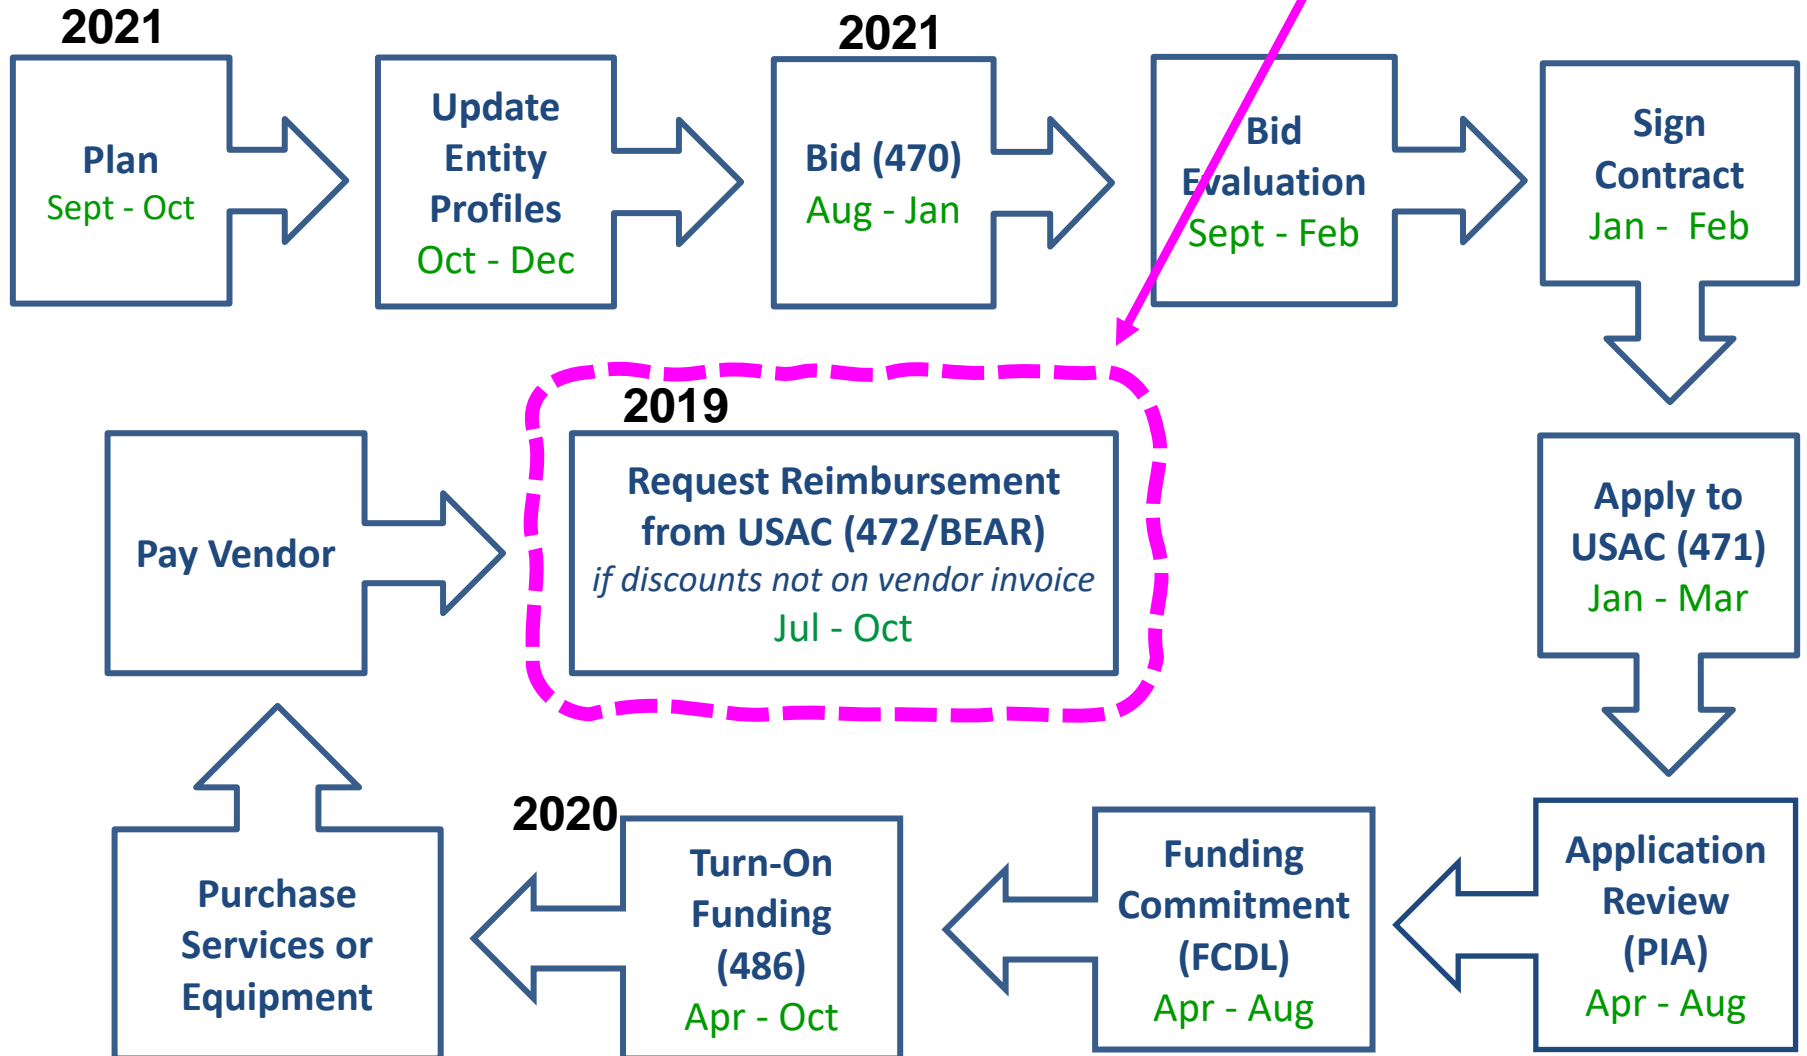 2021
Plan
Sept - Oct
Update
Entity
Profiles
Oct - Dec
2021
Bid (470)
Aug - Jan
Bid
Evaluation
Sept - Feb
Sign
Contract
Jan - Feb
Apply to
USAC (471)
Jan - Mar
Application
Review
(PIA)
Apr - Aug
Funding
Commitment
(FCDL)
Apr - Aug
2020
Turn-On
Funding
(486)
Apr - Oct
Purchase
Services or
Equipment
Pay Vendor
2019
Request Reimbursement
from USAC (472/BEAR)
if discounts not on vendor invoice
Jul - Oct